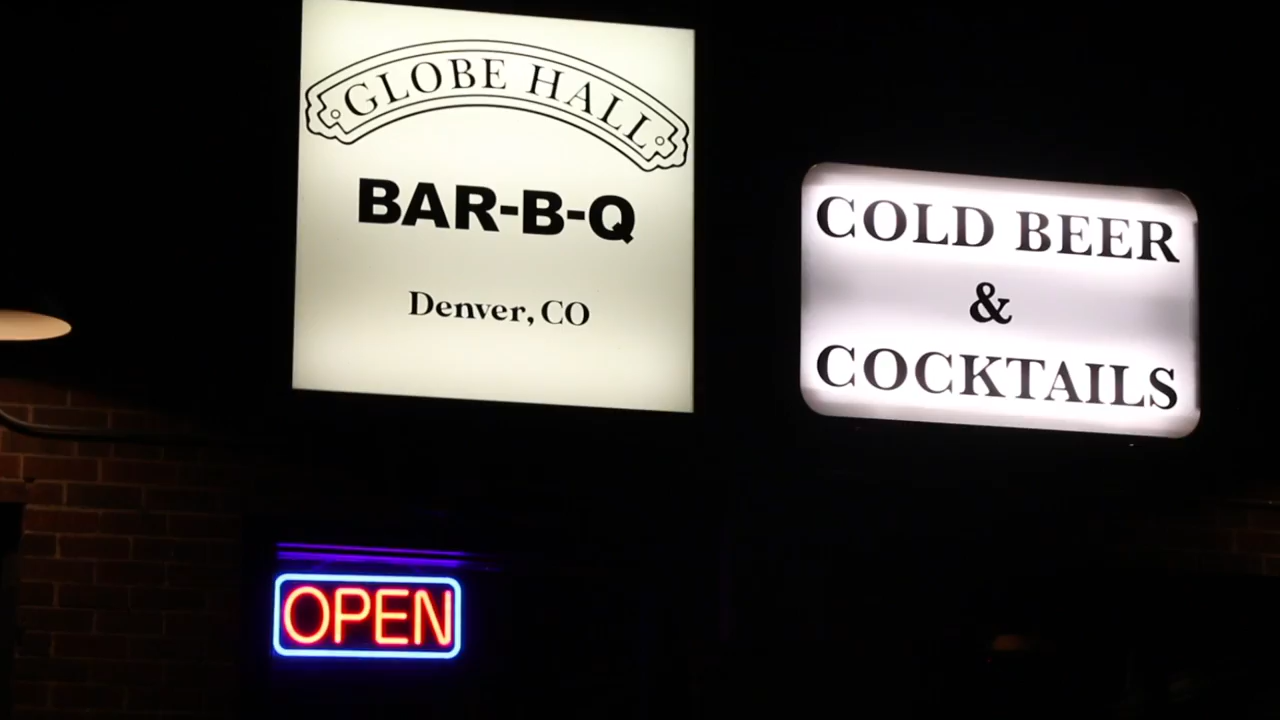 GLOBE HALL
BAR-B-Q
Denver, CO
COLD BEER
&
COCKTAILS
OPEN